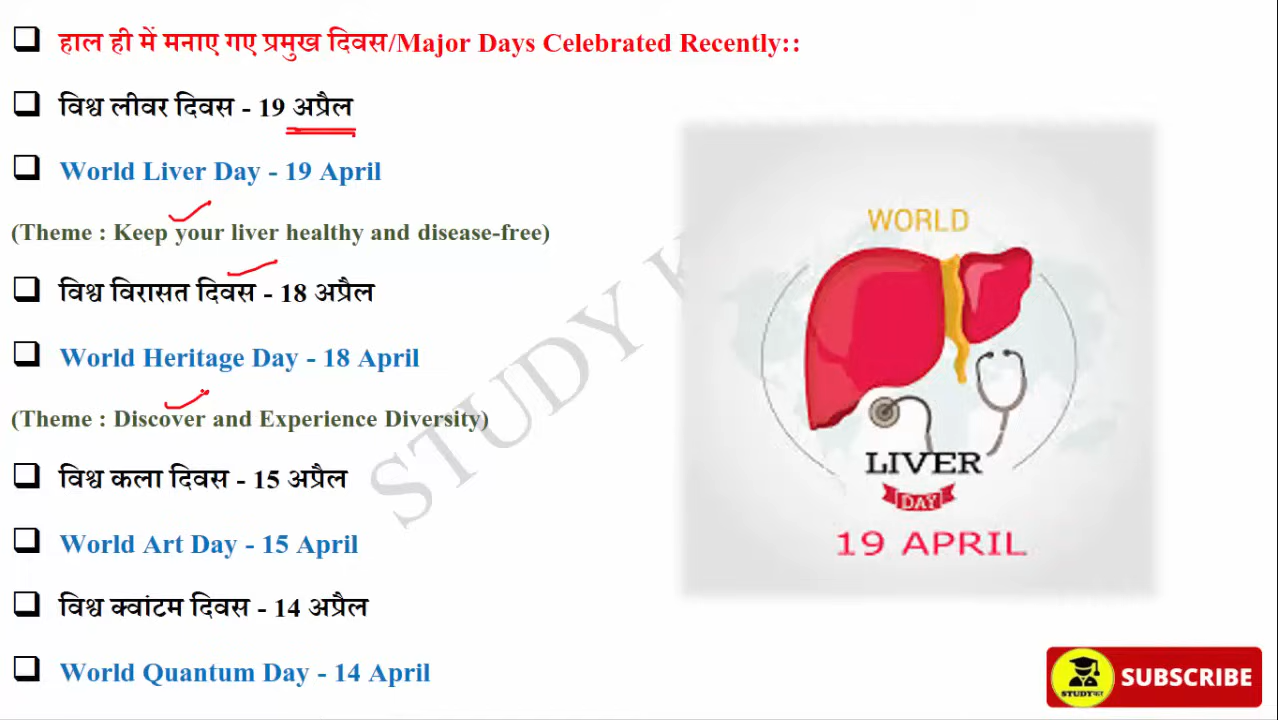 हाल ही में मनाए गए प्रमुख दिवस/Major Days Celebrated Recently::
विश्व लीवर दिवस - 19 अप्रैल
World Liver Day - 19 April
(Theme : Keep your liver healthy and disease-free)
विश्व विरासत दिवस - 18 अप्रैल
World Heritage Day - 18 April
(Theme : Discover and Experience Diversity)
विश्व कला दिवस - 15 अप्रैल
World Art Day - 15 April
विश्व क्वांटम दिवस - 14 अप्रैल
World Quantum Day - 14 April
STUDY
WORLD
LIVER
DAY
19 APRIL
SUBSCRIBE